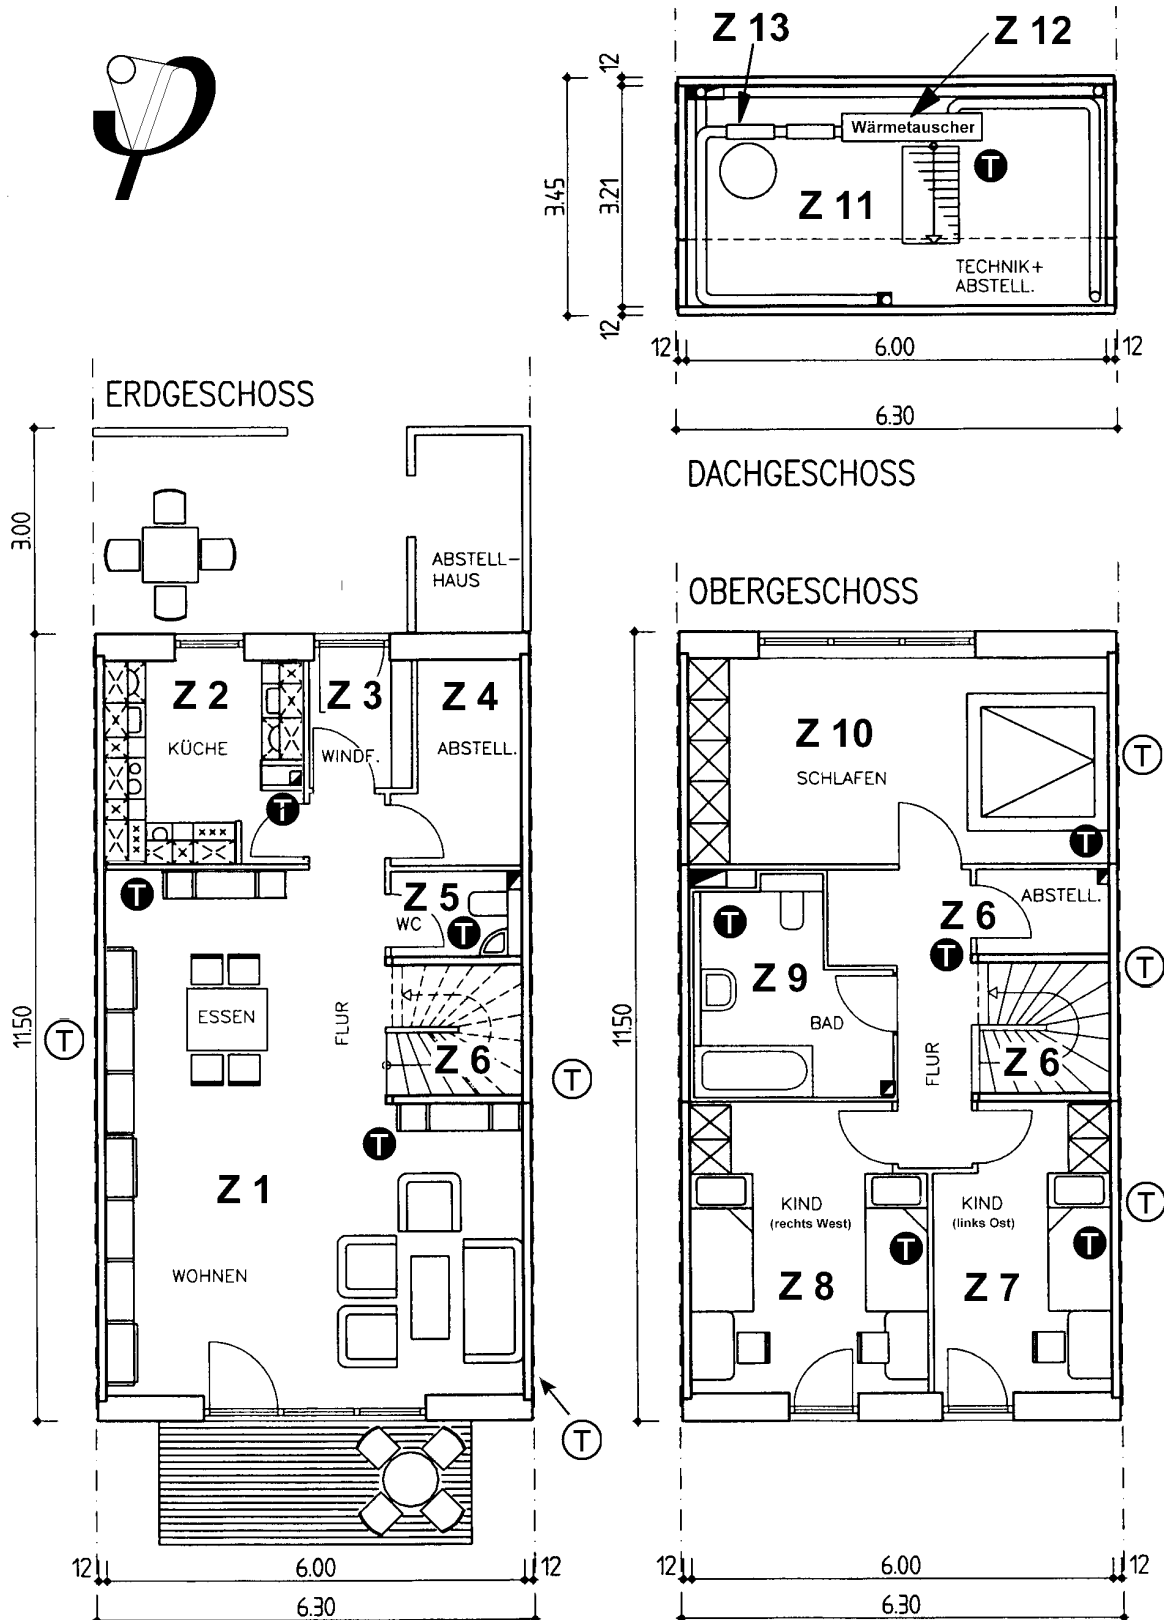 Z 13
Z 12
12
3.45
3.21
12
Wärmetauscher
T
Z 11
TECHNIK+
ABSTELL.
12
6.00
12
6.30
DACHGESCHOSS
ERDGESCHOSS
3.00
ABSTELL-
HAUS
Z 2
Z 3
Z 4
KÜCHE
WINDF.
ABSTELL.
T
T
Z 5
WC
T
ESSEN
FLUR
Z 6
11.50
T
T
T
Z 1
WOHNEN
T
12
6.00
12
6.30
OBERGESCHOSS
Z 10
SCHLAFEN
T
T
ABSTELL.
Z 6
T
T
Z 9
BAD
T
11.50
FLUR
Z 6
T
KIND
(rechts West)
KIND
(links Ost)
T
T
Z 8
Z 7
12
6.00
12
6.30